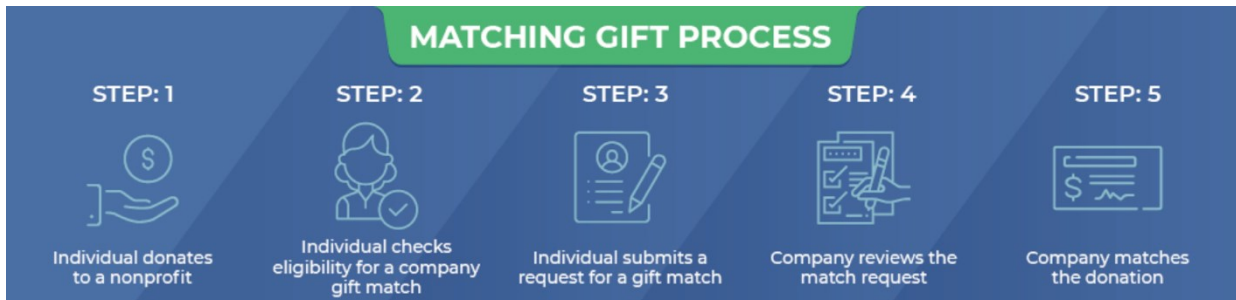 MATCHING GIFT PROCESS
STEP: 1
Individual donates
to a nonprofit
STEP: 2
Individual checks
eligibility for a company
gift match
STEP: 3
Individual submits a
request for a gift match
STEP: 4
Company reviews the
match request
STEP: 5
Company matches
the donation